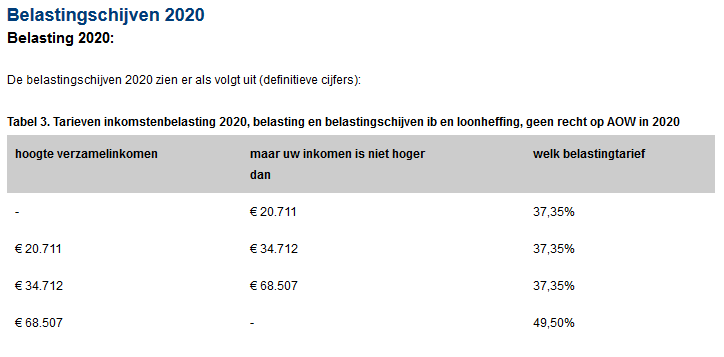 Belastingschijven 2020
Belasting 2020:
De belastingschijven 2020 zien er als volgt uit (definitieve cijfers):
Tabel 3. Tarieven inkomstenbelasting 2020, belasting en belastingschijven ib en loonheffing, geen recht op AOW in 2020
hoogte verzamelinkomen maar uw inkomen is niet hoger welk belastingtarief
dan
- € 20.711 37,35%
€ 20.711 € 34.712 37,35%
€ 34.712 € 68.507 37,35%
€ 68.507 - 49,50%